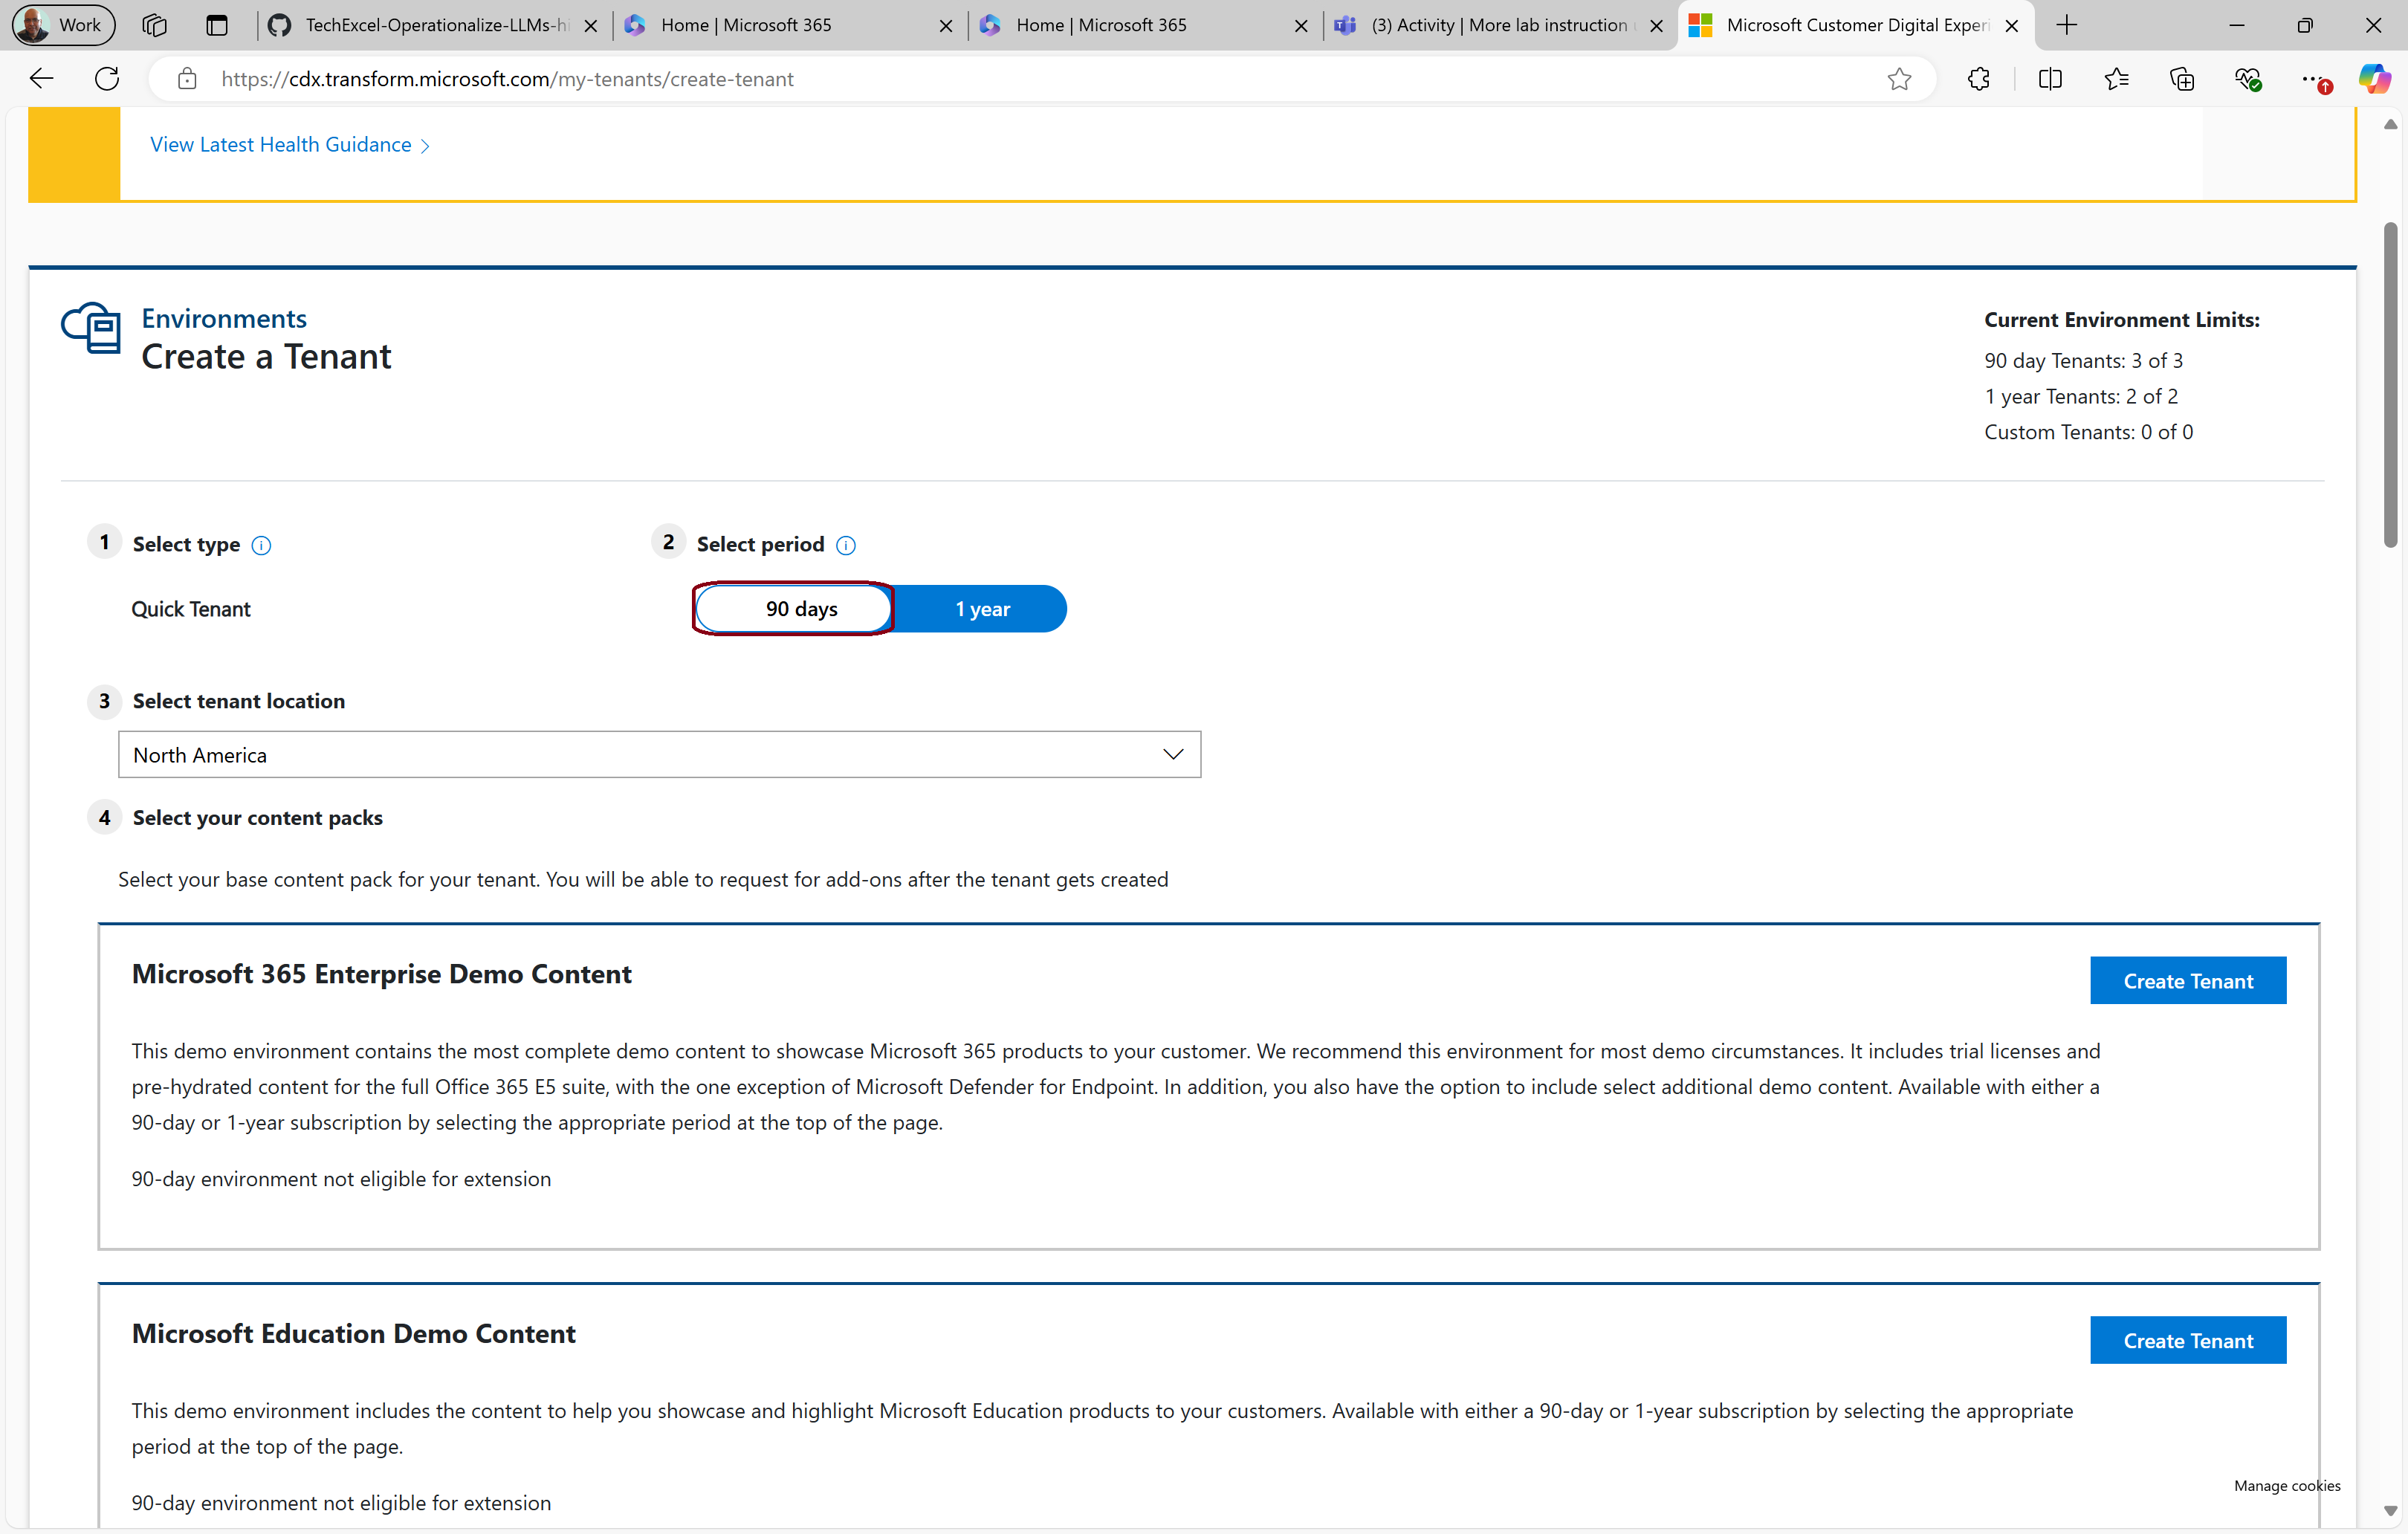 Work
TechExcel-Operationalize-LLMs-hi
Home | Microsoft 365
Home | Microsoft 365
(3) Activity | More lab instruction
Microsoft Customer Digital Experi
https://cdx.transform.microsoft.com/my-tenants/create-tenant
View Latest Health Guidance
Environments
Create a Tenant
Current Environment Limits:
90 day Tenants: 3 of 3
1 year Tenants: 2 of 2
Custom Tenants: 0 of 0
1 Select type
2 Select period
Quick Tenant
90 days
1 year
3 Select tenant location
North America
4 Select your content packs
Select your base content pack for your tenant. You will be able to request for add-ons after the tenant gets created
Microsoft 365 Enterprise Demo Content
Create Tenant
This demo environment contains the most complete demo content to showcase Microsoft 365 products to your customer. We recommend this environment for most demo circumstances. It includes trial licenses and
pre-hydrated content for the full Office 365 E5 suite, with the one exception of Microsoft Defender for Endpoint. In addition, you also have the option to include select additional demo content. Available with either a
90-day or 1-year subscription by selecting the appropriate period at the top of the page.
90-day environment not eligible for extension
Microsoft Education Demo Content
Create Tenant
This demo environment includes the content to help you showcase and highlight Microsoft Education products to your customers. Available with either a 90-day or 1-year subscription by selecting the appropriate
period at the top of the page.
90-day environment not eligible for extension
Manage cookies